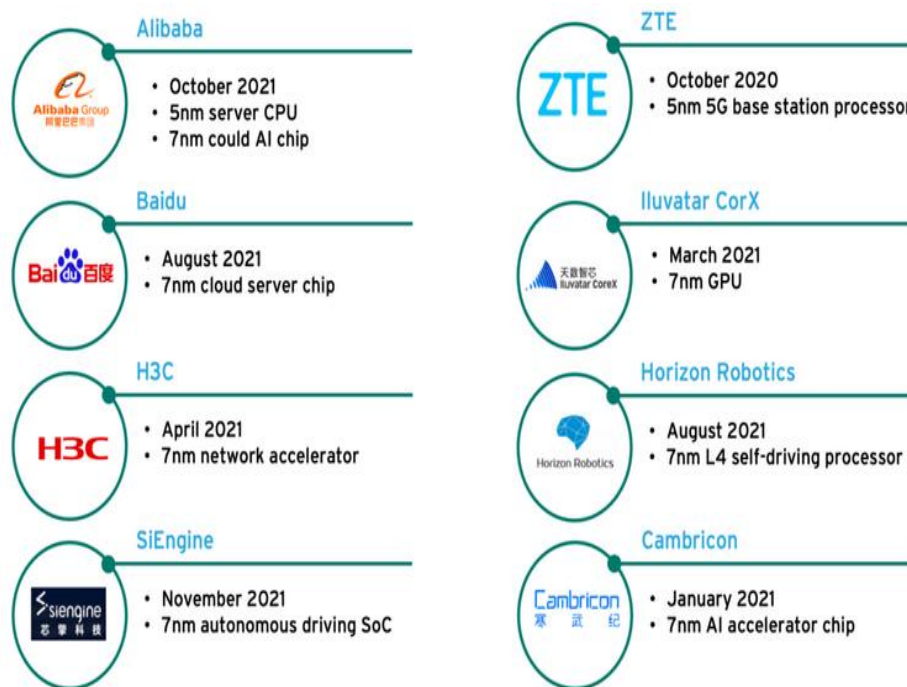 Alibaba
Alibaba Group
阿里巴巴集团
• October 2021
• 5nm server CPU
• 7nm could AI chip
ZTE
ZTE
• October 2020
• 5nm 5G base station processor
Baidu
Bai du 百度
• August 2021
• 7nm cloud server chip
Iluvatar CorX
天数智芯
Iluvatar CoreX
• March 2021
• 7nm GPU
H3C
H3C
• April 2021
• 7nm network accelerator
Horizon Robotics
Horizon Robotics
• August 2021
• 7nm L4 self-driving processor
SiEngine
Siengine
芯擎科技
• November 2021
• 7nm autonomous driving SoC
Cambricon
Cambricon
寒武纪
• January 2021
• 7nm AI accelerator chip